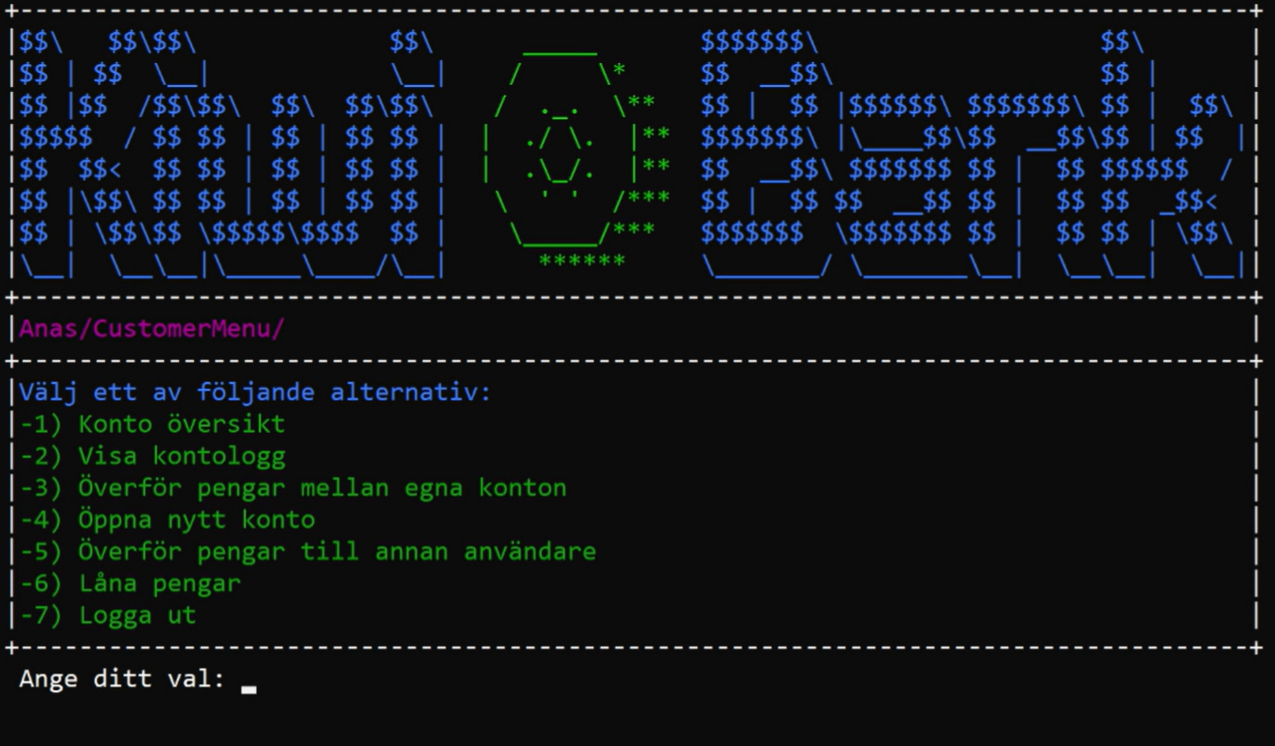 Kiwi Bank
Anas/CustomerMenu/
Välj ett av följande alternativ:
-1) Konto översikt
-2) Visa kontologg
-3) Överför pengar mellan egna konton
-4) Öppna nytt konto
-5) Överför pengar till annan användare
-6) Låna pengar
-7) Logga ut
Ange ditt val: